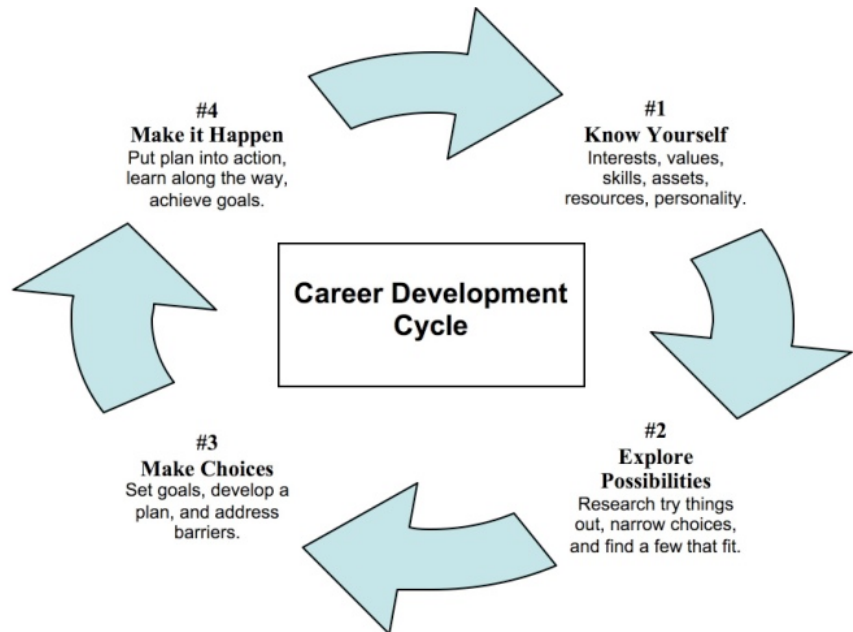 #1
Know Yourself
Interests, values,
skills, assets,
resources, personality.
#2
Explore
Possibilities
Research try things
out, narrow choices,
and find a few that fit.
#3
Make Choices
Set goals, develop a
plan, and address
barriers.
#4
Make it Happen
Put plan into action,
learn along the way,
achieve goals.
Career Development
Cycle